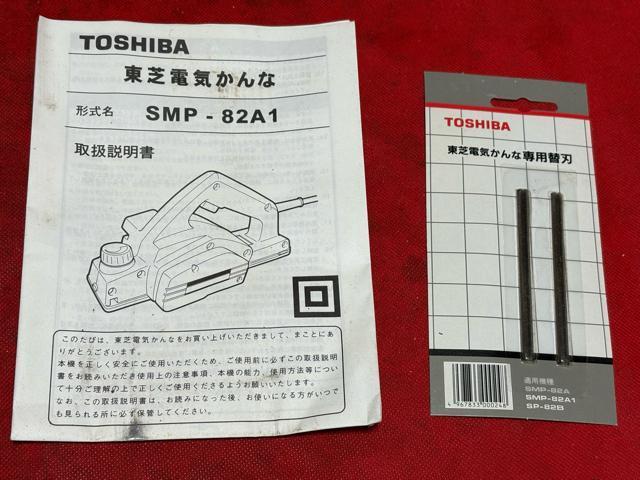 TOSHIBA
東芝電気かんな
形式名 SMP - 82A1
取扱説明書
このたびは、東芝電気かんなをお買い上げいただきまして、まことにあ
りがとうございます。
本機を正しく安全にご使用いただくため、ご使用前に必ずこの取扱説明
書をお読みいただき使用上の注意事項、本機の能力、使用方法等につい
て十分ご理解の上で正しくご使用くださるようお願いいたします。
なお、この取扱説明書は、お読みになった後、お使いになる方がいつで
も見られる所に必ず保管してください。
TOSHIBA
東芝電気かんな専用替刃
適用機種
SMP-82A
SMP-82A1
SP-82B
4 967833 000248